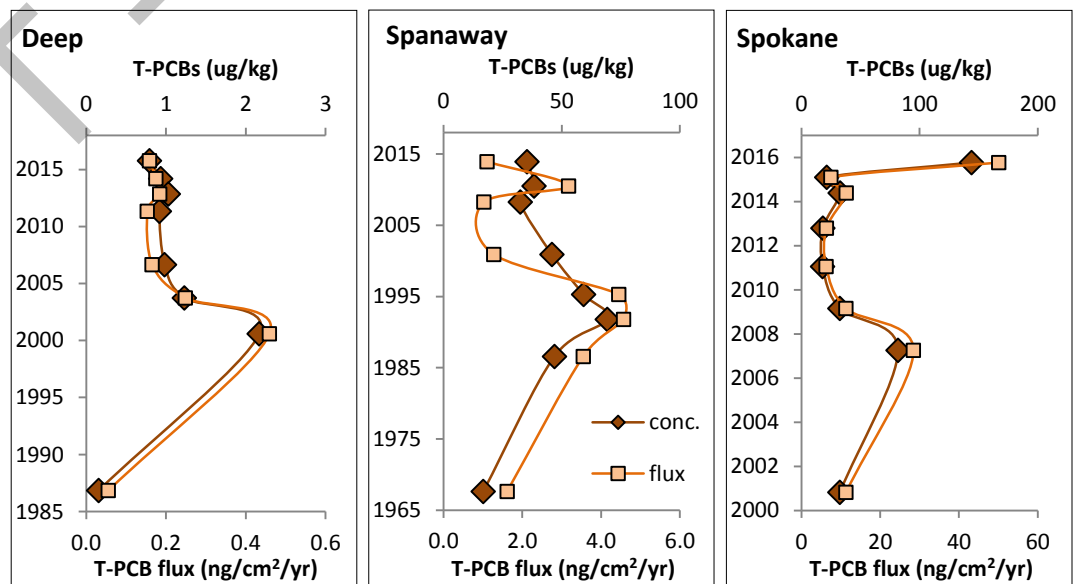 Deep
T-PCBs (ug/kg)
0 1 2 3
2015
2010
2005
2000
1995
1990
1985
0.0 0.2 0.4 0.6
T-PCB flux (ng/cm²/yr)
Spanaway
T-PCBs (ug/kg)
0 50 100
2015
2005
1995
1985
1975
1965
conc.
flux
0.0 2.0 4.0 6.0
T-PCB flux (ng/cm²/yr)
Spokane
T-PCBs (ug/kg)
0 100 200
2016
2014
2012
2010
2008
2006
2004
2002
2000
0 20 40 60
T-PCB flux (ng/cm²/yr)